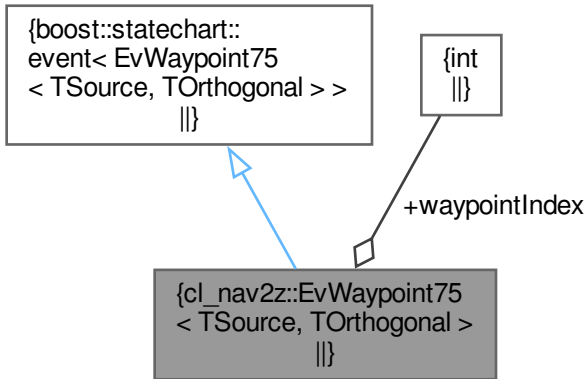 {boost::statechart::
event< EvWaypoint75
< TSource, TOrthogonal > >
||}
{int
||}
+waypointIndex
{cl_nav2z::EvWaypoint75
< TSource, TOrthogonal >
||}